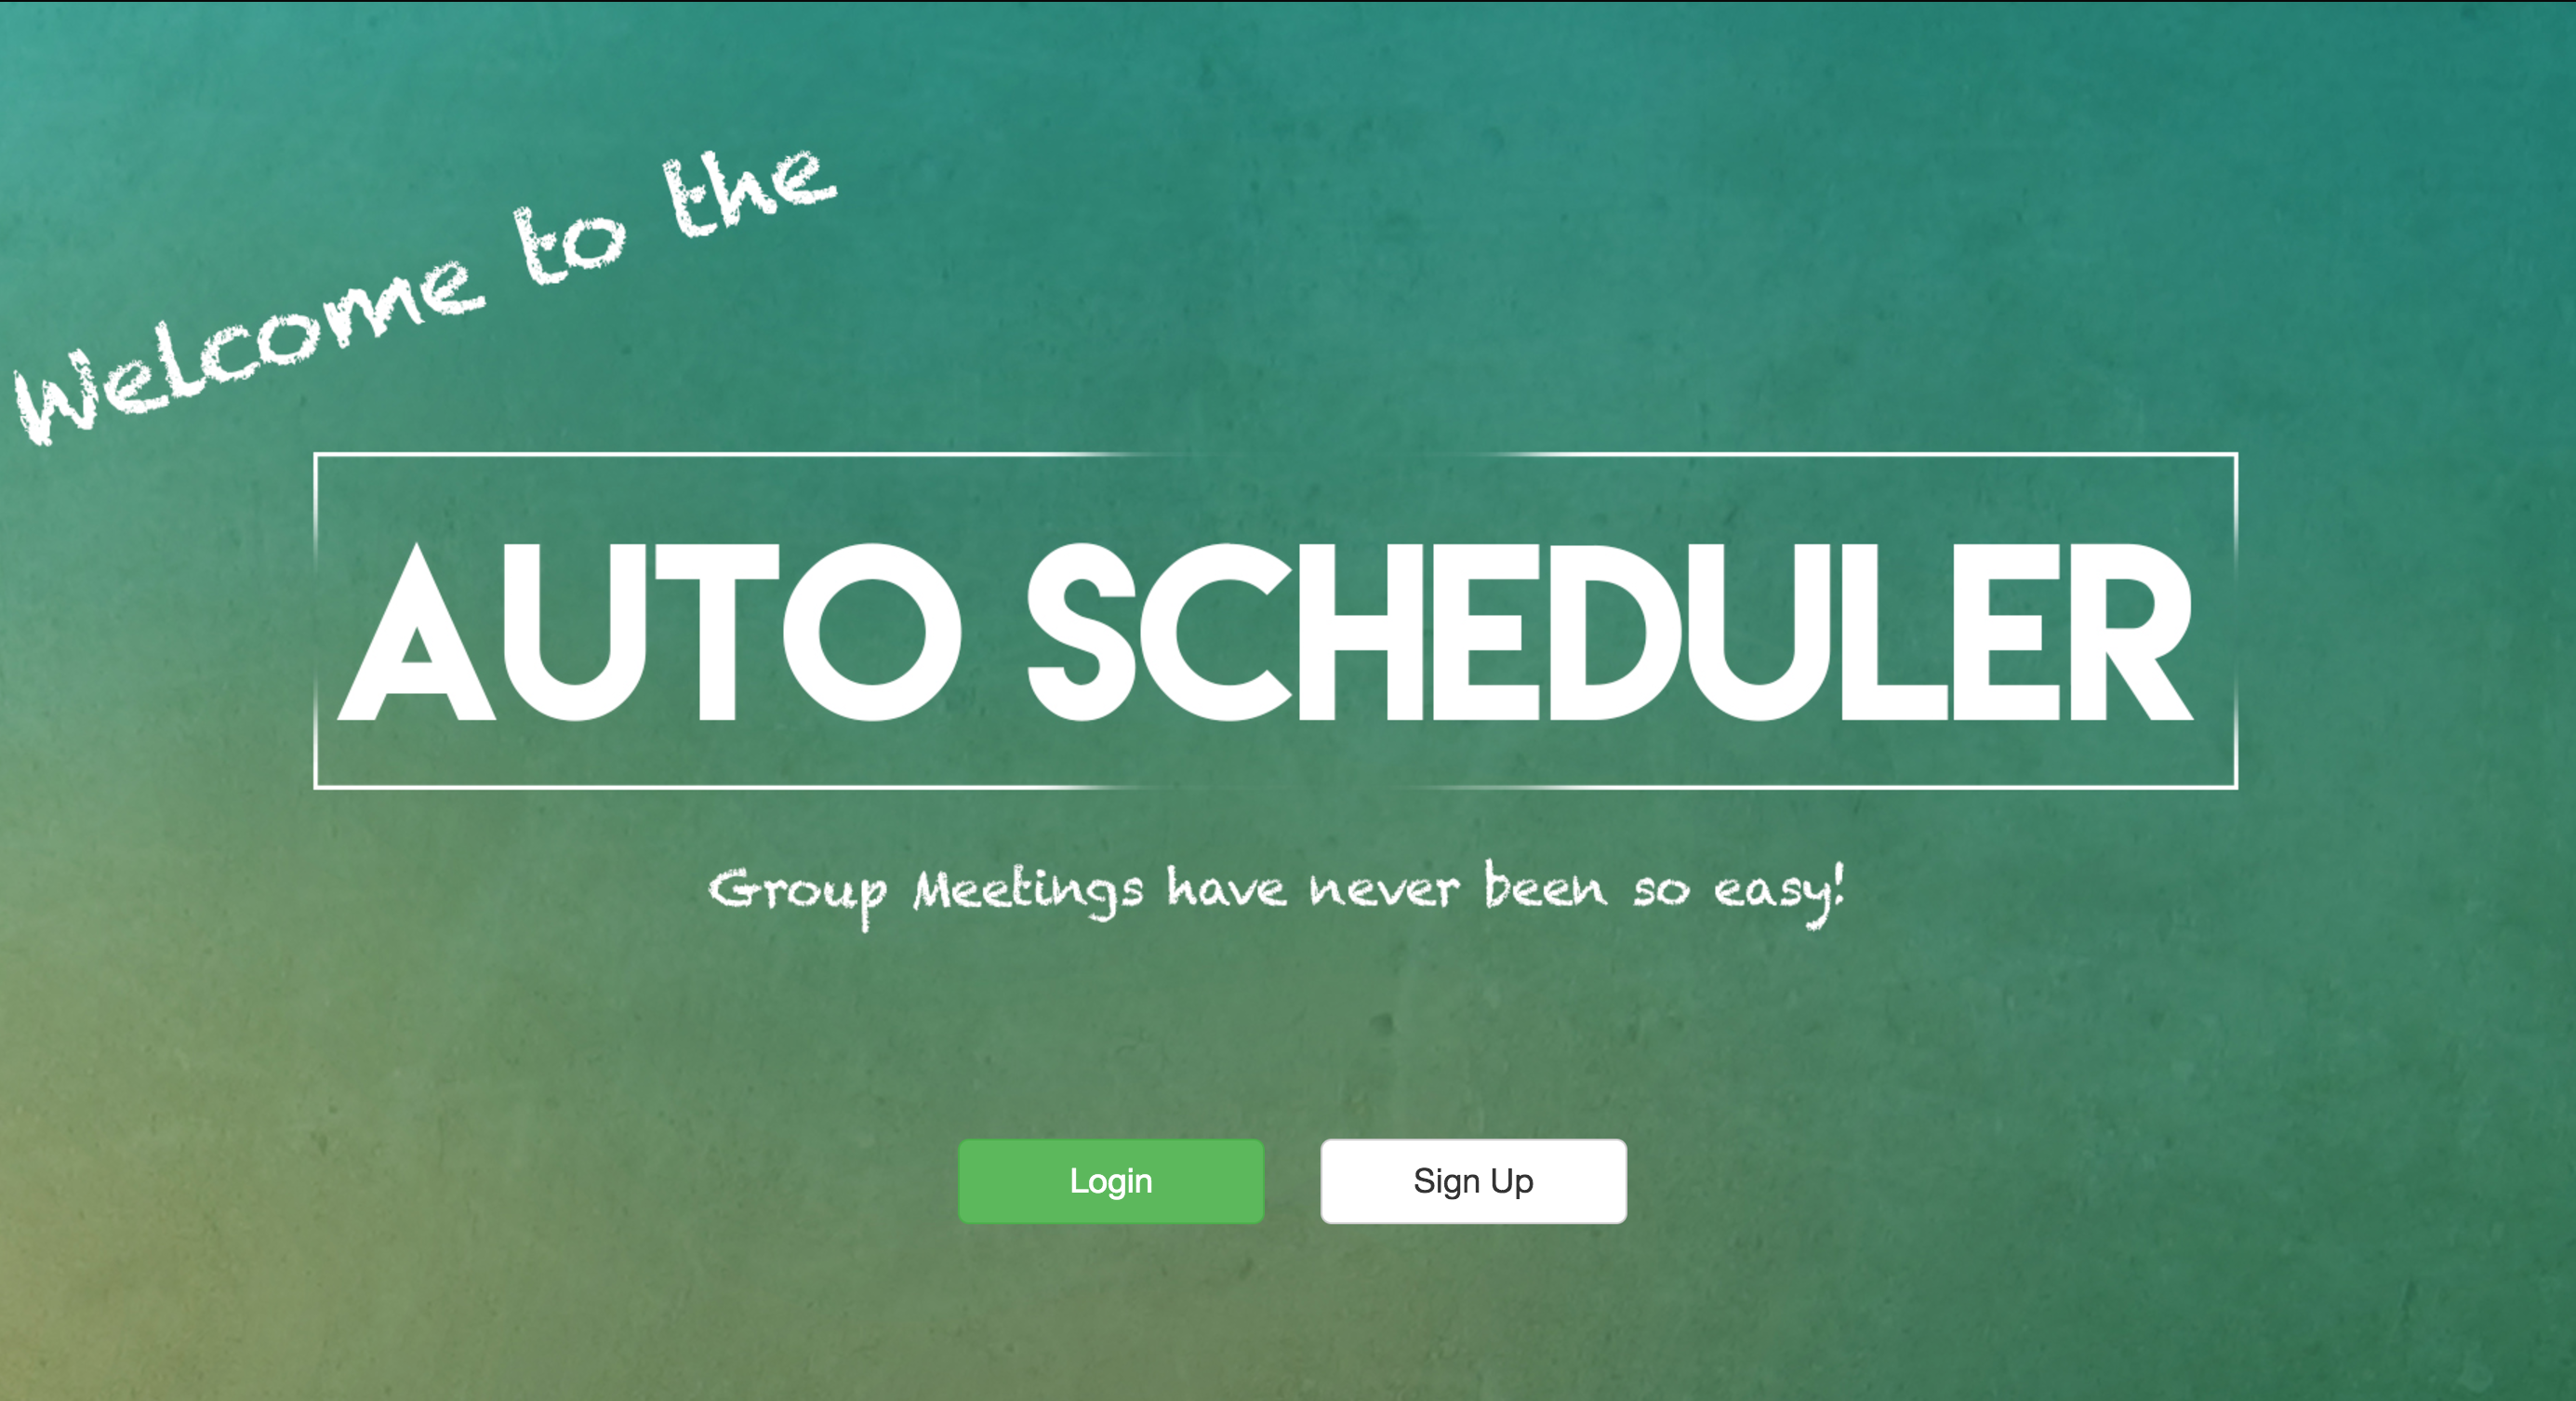 Welcome to the
AUTO SCHEDULER
Group Meetings have never been so easy!
Login
Sign Up